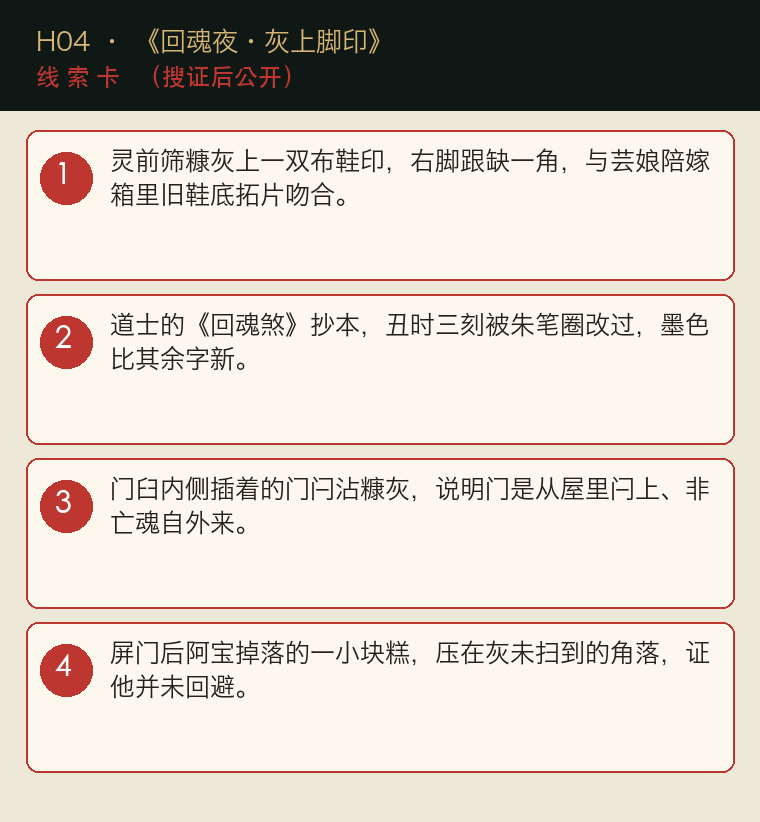 H04 · 《回魂夜·灰上脚印》
线索卡 （搜证后公开）
1
灵前筛糠灰上一双布鞋印，右脚跟缺一角，与芸娘陪嫁
箱里旧鞋底拓片吻合。
2
道士的《回魂煞》抄本，丑时三刻被朱笔圈改过，墨色
比其余字新。
3
门臼内侧插着的门闩沾糠灰，说明门是从屋里闩上、非
亡魂自外来。
4
屏门后阿宝掉落的一小块糕，压在灰未扫到的角落，证
他并未回避。